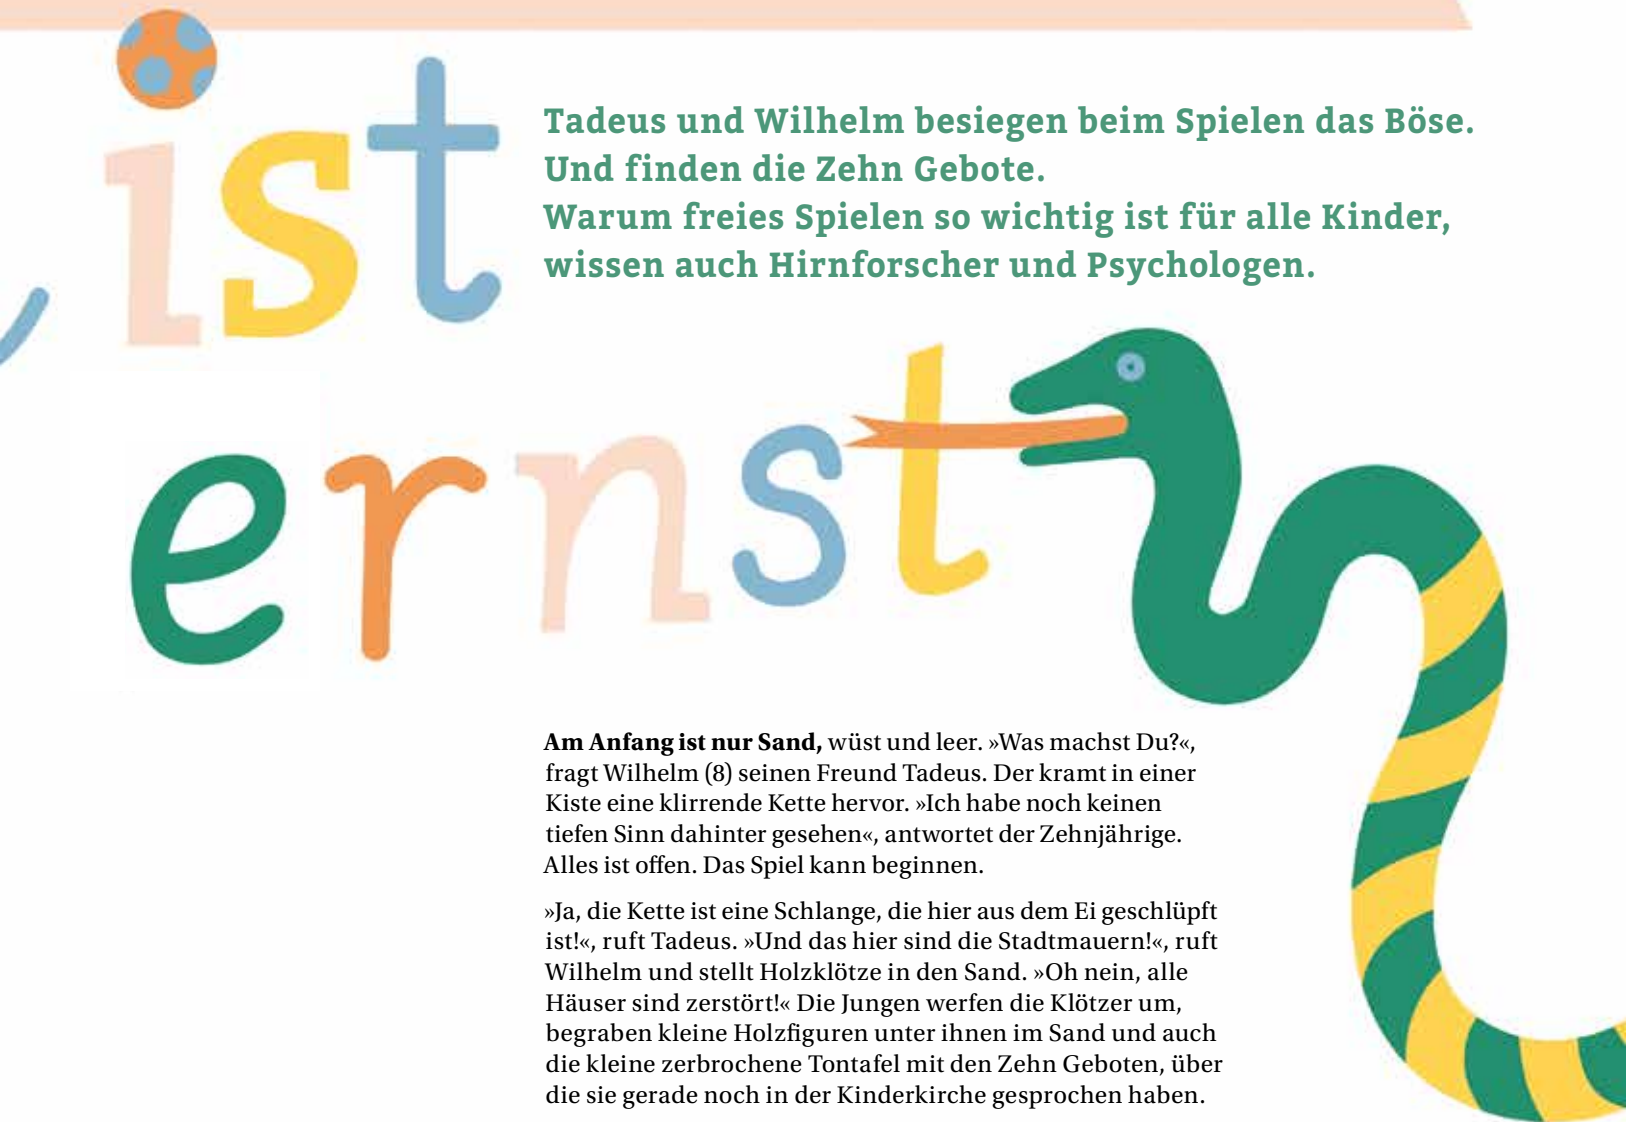 ist
ernst
Tadeus und Wilhelm besiegen beim Spielen das Böse.
Und finden die Zehn Gebote.
Warum freies Spielen so wichtig ist für alle Kinder,
wissen auch Hirnforscher und Psychologen.
Am Anfang ist nur Sand, wüst und leer. »Was machst Du?«,
fragt Wilhelm (8) seinen Freund Tadeus. Der kramt in einer
Kiste eine klirrende Kette hervor. »Ich habe noch keinen
tiefen Sinn dahinter gesehen«, antwortet der Zehnjährige.
Alles ist offen. Das Spiel kann beginnen.
»Ja, die Kette ist eine Schlange, die hier aus dem Ei geschlüpft
ist!«, ruft Tadeus. »Und das hier sind die Stadtmauern!«, ruft
Wilhelm und stellt Holzklötze in den Sand. »Oh nein, alle
Häuser sind zerstört!« Die Jungen werfen die Klötzer um,
begraben kleine Holzfiguren unter ihnen im Sand und auch
die kleine zerbrochene Tontafel mit den Zehn Geboten, über
die sie gerade noch in der Kinderkirche gesprochen haben.